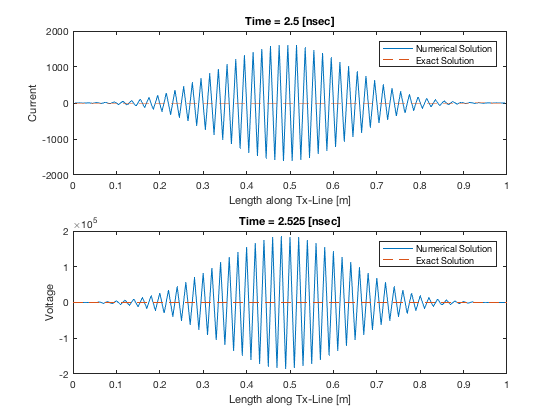 Time = 2.5 [nsec]
2000
1000
0
-1000
-2000
Current
Numerical Solution
Exact Solution
0 0.1 0.2 0.3 0.4 0.5 0.6 0.7 0.8 0.9 1
Length along Tx-Line [m]
Time = 2.525 [nsec]
×10^5
2
1
0
-1
-2
Voltage
Numerical Solution
Exact Solution
0 0.1 0.2 0.3 0.4 0.5 0.6 0.7 0.8 0.9 1
Length along Tx-Line [m]